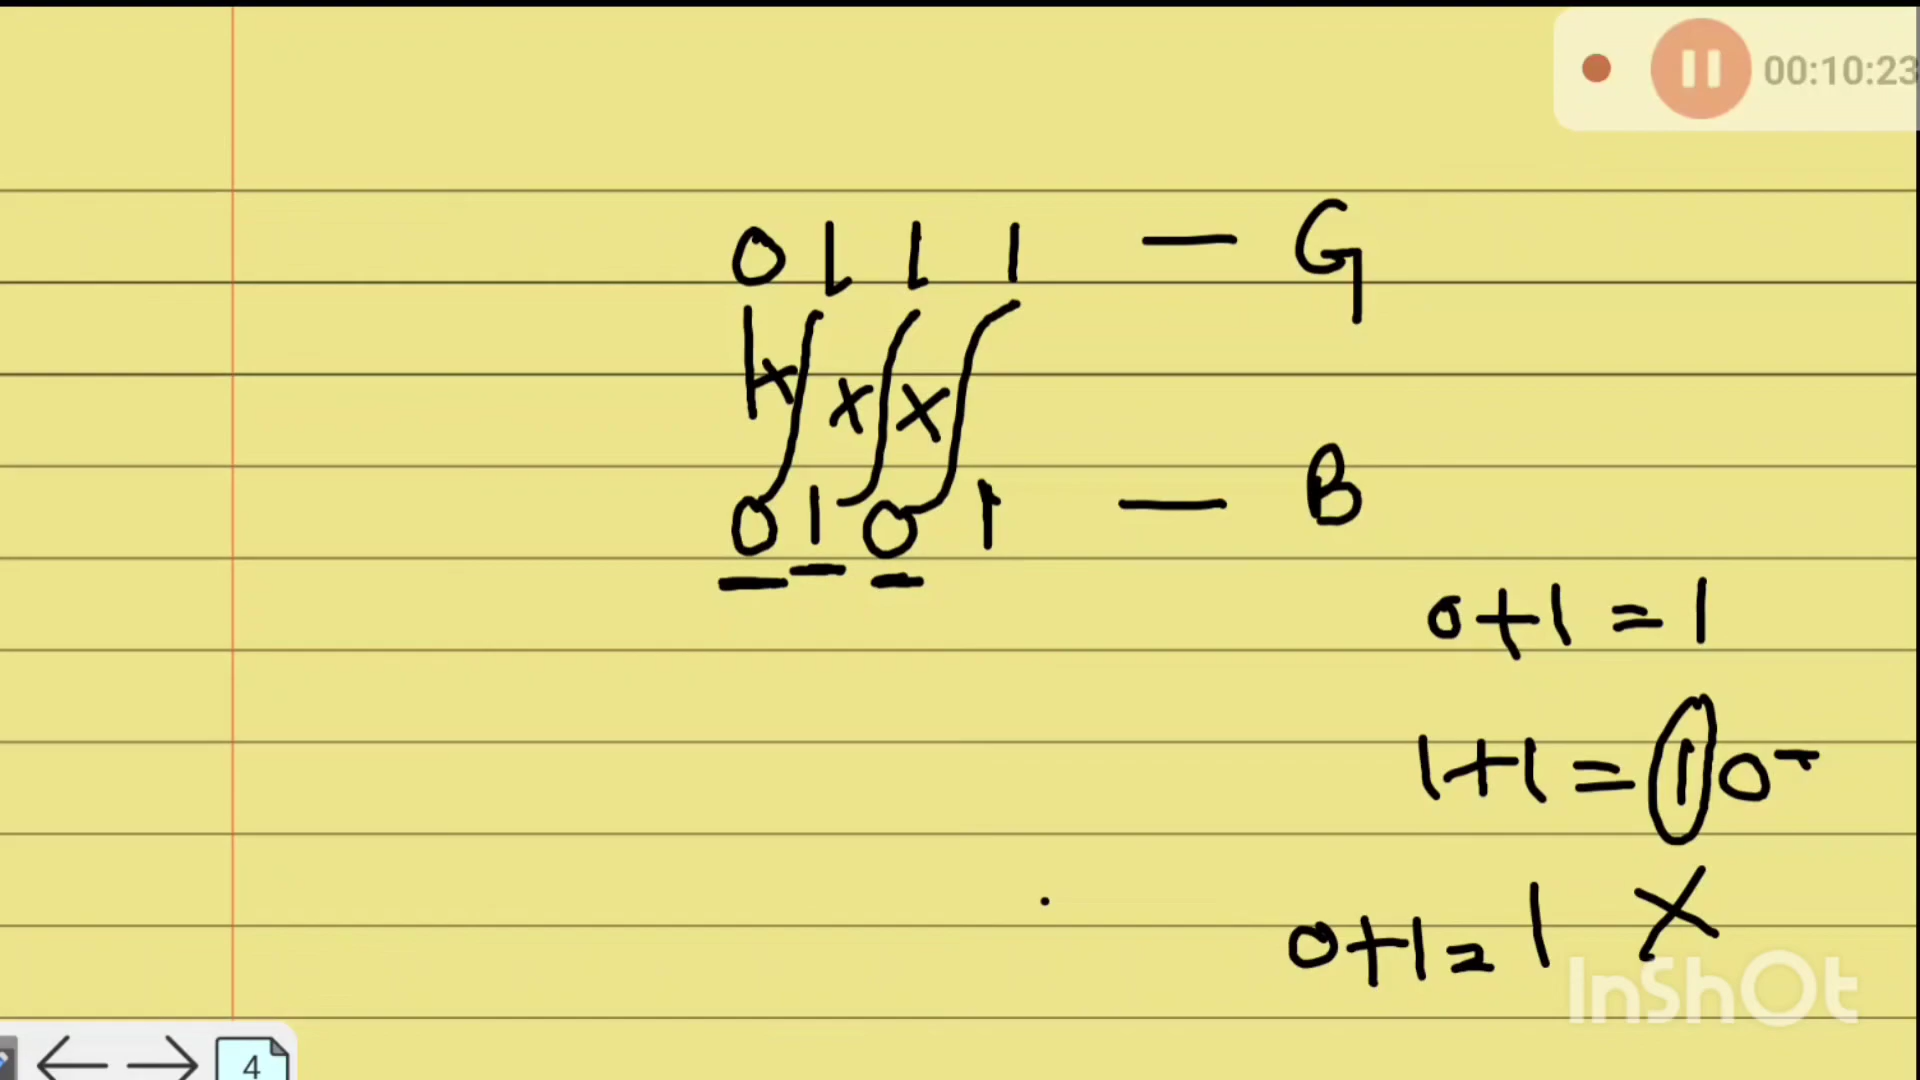 00:10:23
0 1 1 1 — G
x x x
0 1 0 1 — B
0+1=1
1+1=10
0+1=1 x
InShOt
4